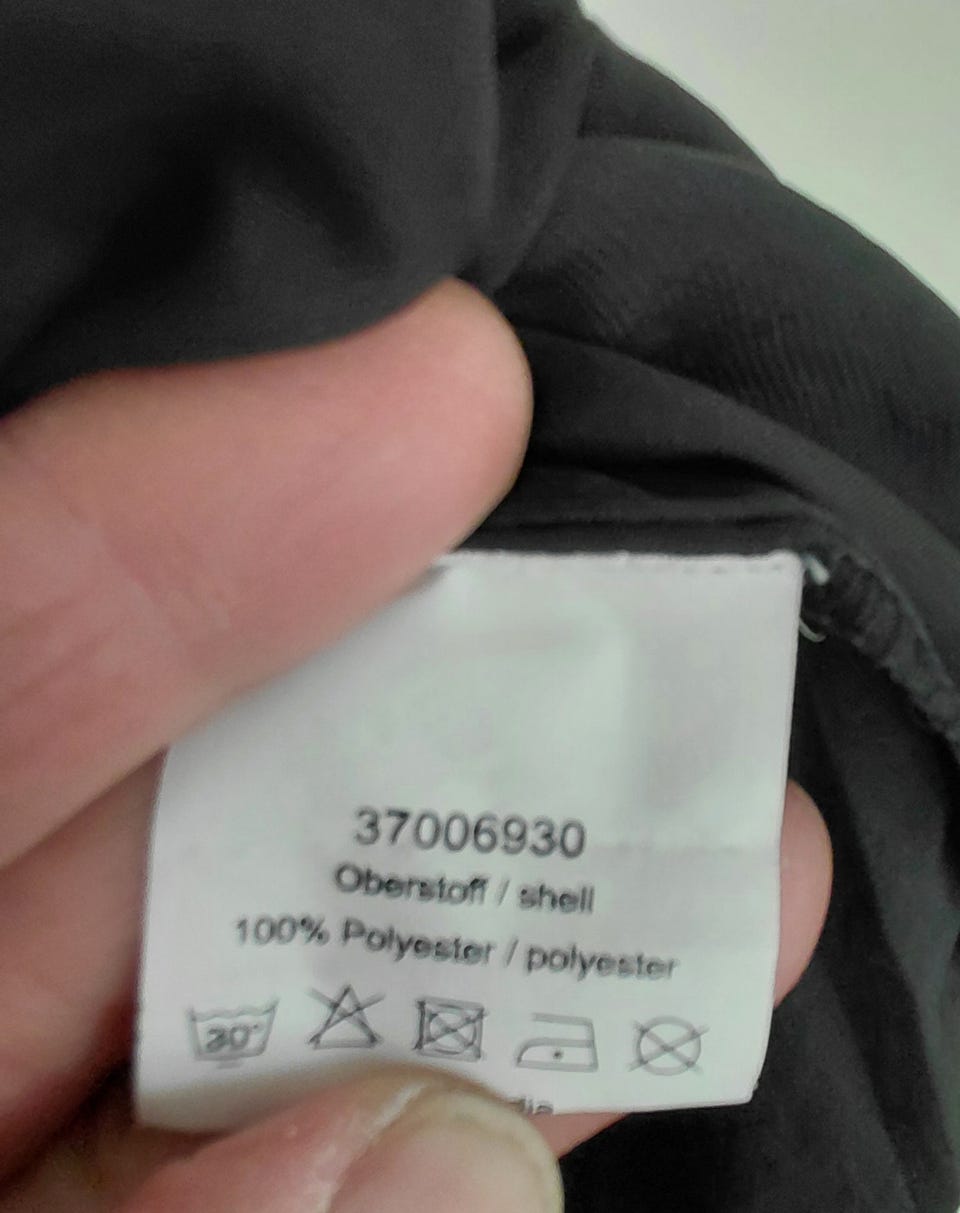 37006930
Oberstoff / shell
100% Polyester / polyester
30°